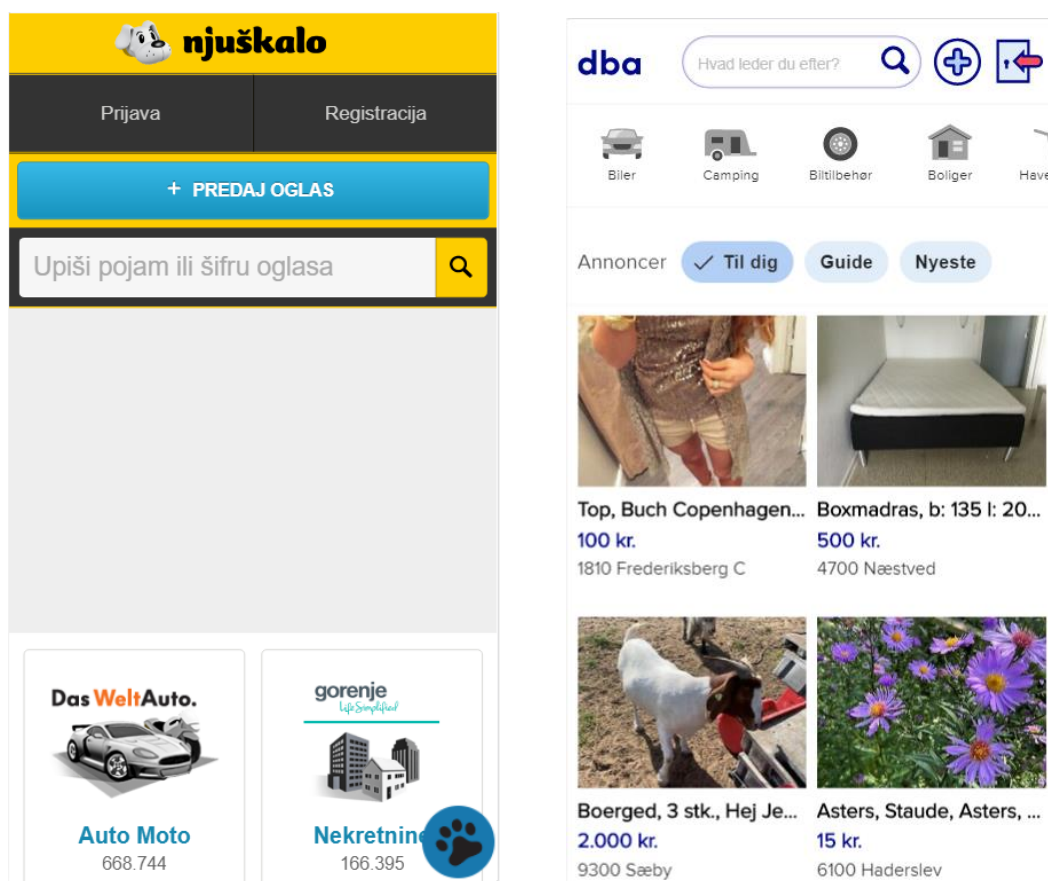 njuškalo
Prijava
Registracija
+ PREDAJ OGLAS
Upiši pojam ili šifru oglasa
Das WeltAuto.
Auto Moto
668.744
gorenje
Life Simplified
Nekretnine
166.395
dba
Hvad leder du efter?
Biler
Camping
Biltilbehør
Boliger
Have
Annoncer
Til dig
Guide
Nyeste
Top, Buch Copenhagen...
100 kr.
1810 Frederiksberg C
Boxmadras, b: 135 l: 20...
500 kr.
4700 Næstved
Boerged, 3 stk., Hej Je...
2.000 kr.
9300 Sæby
Asters, Staude, Asters, ...
15 kr.
6100 Haderslev